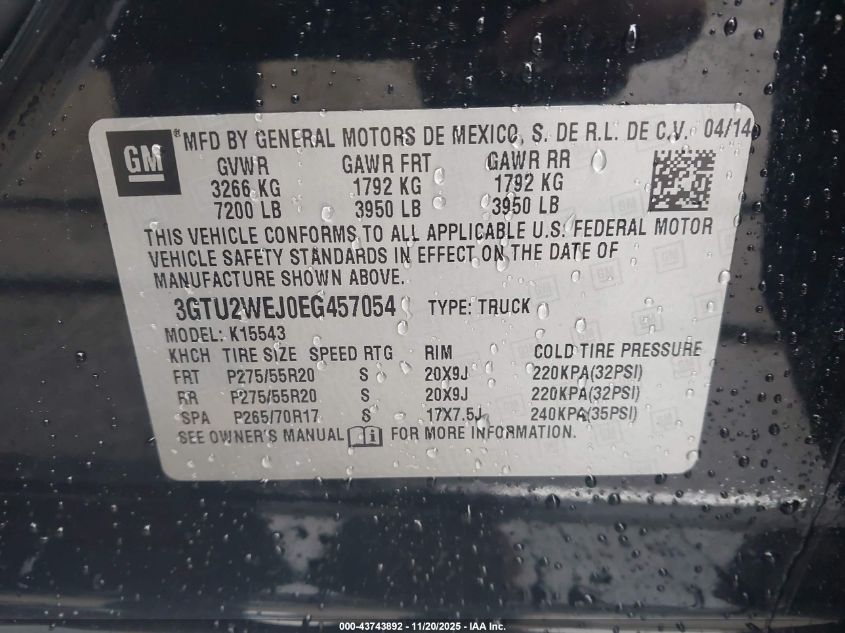 GM ® MFD BY GENERAL MOTORS DE MEXICO, S. DE R.L. DE C.V. 04/14
GVWR GAWR FRT GAWR RR
3266 KG 1792 KG 1792 KG
7200 LB 3950 LB 3950 LB
THIS VEHICLE CONFORMS TO ALL APPLICABLE U.S. FEDERAL MOTOR
VEHICLE SAFETY STANDARDS IN EFFECT ON THE DATE OF
MANUFACTURE SHOWN ABOVE.
3GTU2WEJ0EG457054 TYPE: TRUCK
MODEL: K15543
KHCH TIRE SIZE SPEED RTG RIM COLD TIRE PRESSURE
FRT P275/55R20 S 20X9J 220KPA(32PSI)
RR P275/55R20 S 20X9J 220KPA(32PSI)
SPA P265/70R17 S 17X7.5J 240KPA(35PSI)
SEE OWNER'S MANUAL FOR MORE INFORMATION.
000-43743892 - 11/20/2025 - IAA Inc.